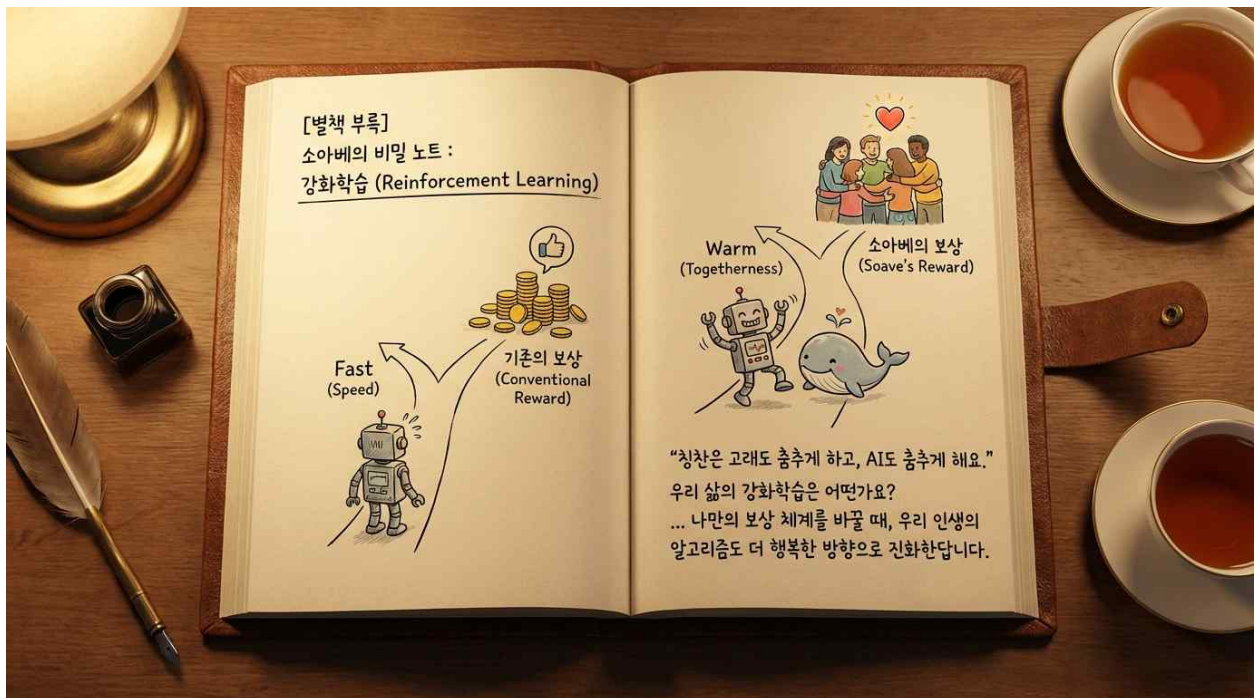 [별책 부록]
소아베의 비밀 노트 :
강화학습 (Reinforcement Learning)
Fast
(Speed)
기존의 보상
(Conventional
Reward)
Warm
(Togetherness)
소아베의 보상
(Soave's Reward)
“칭찬은 고래도 춤추게 하고, AI도 춤추게 해요.”
우리 삶의 강화학습은 어떤가요?
... 나만의 보상 체계를 바꿀 때, 우리 인생의
알고리즘도 더 행복한 방향으로 진화한답니다.